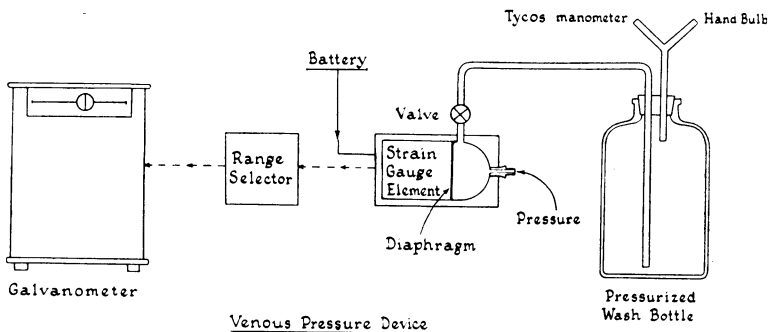 Tycos manometer
Hand Bulb
Battery
Valve
Range
Selector
Strain
Gauge
Element
Pressure
Diaphragm
Galvanometer
Pressurized
Wash Bottle
Venous Pressure Device